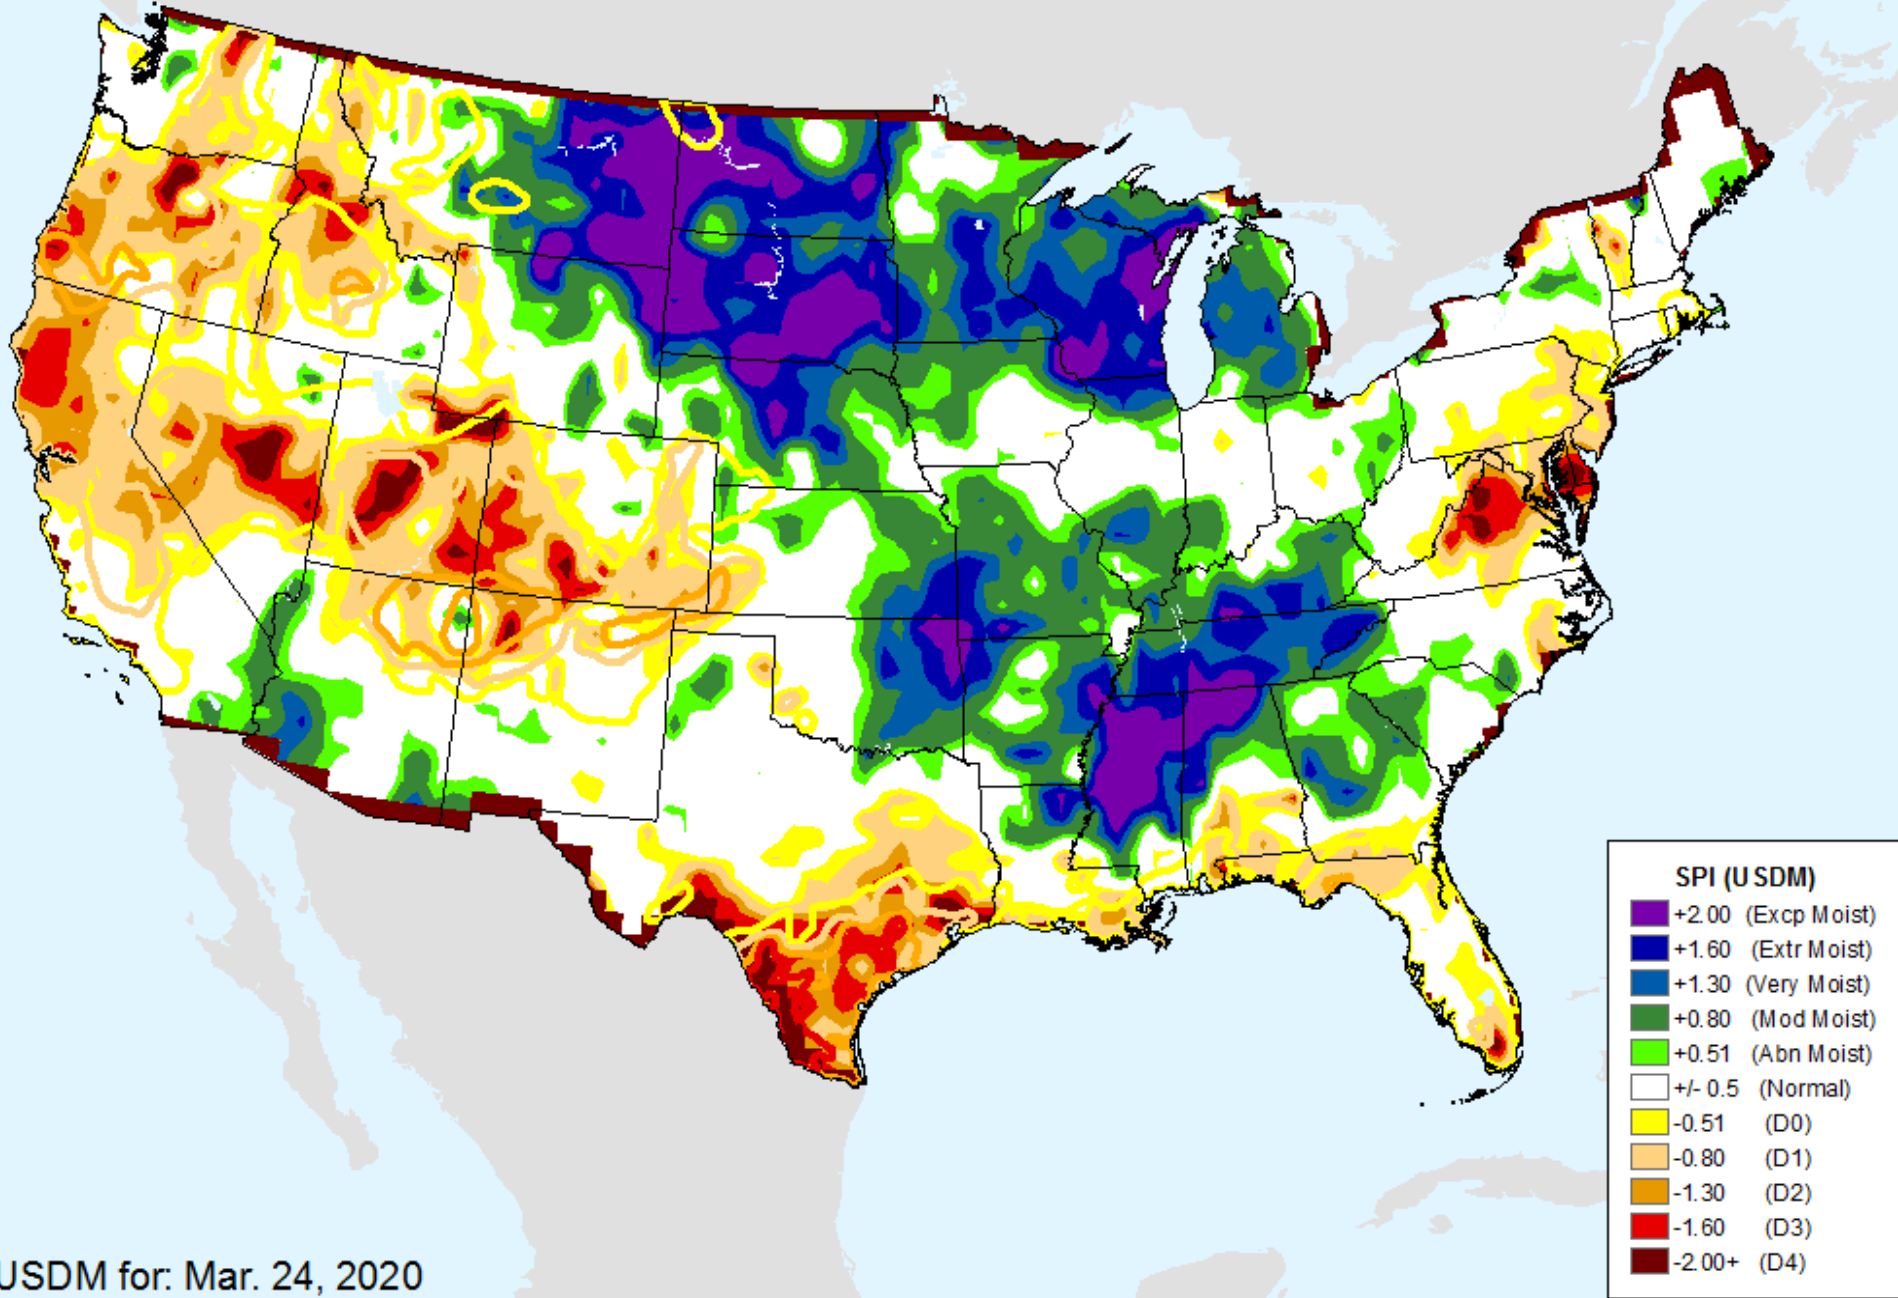 SPI (USDM)
+2.00 (Excp Moist)
+1.60 (Extr Moist)
+1.30 (Very Moist)
+0.80 (Mod Moist)
+0.51 (Abn Moist)
+/- 0.5 (Normal)
-0.51 (D0)
-0.80 (D1)
-1.30 (D2)
-1.60 (D3)
-2.00+ (D4)
USDM for: Mar. 24, 2020